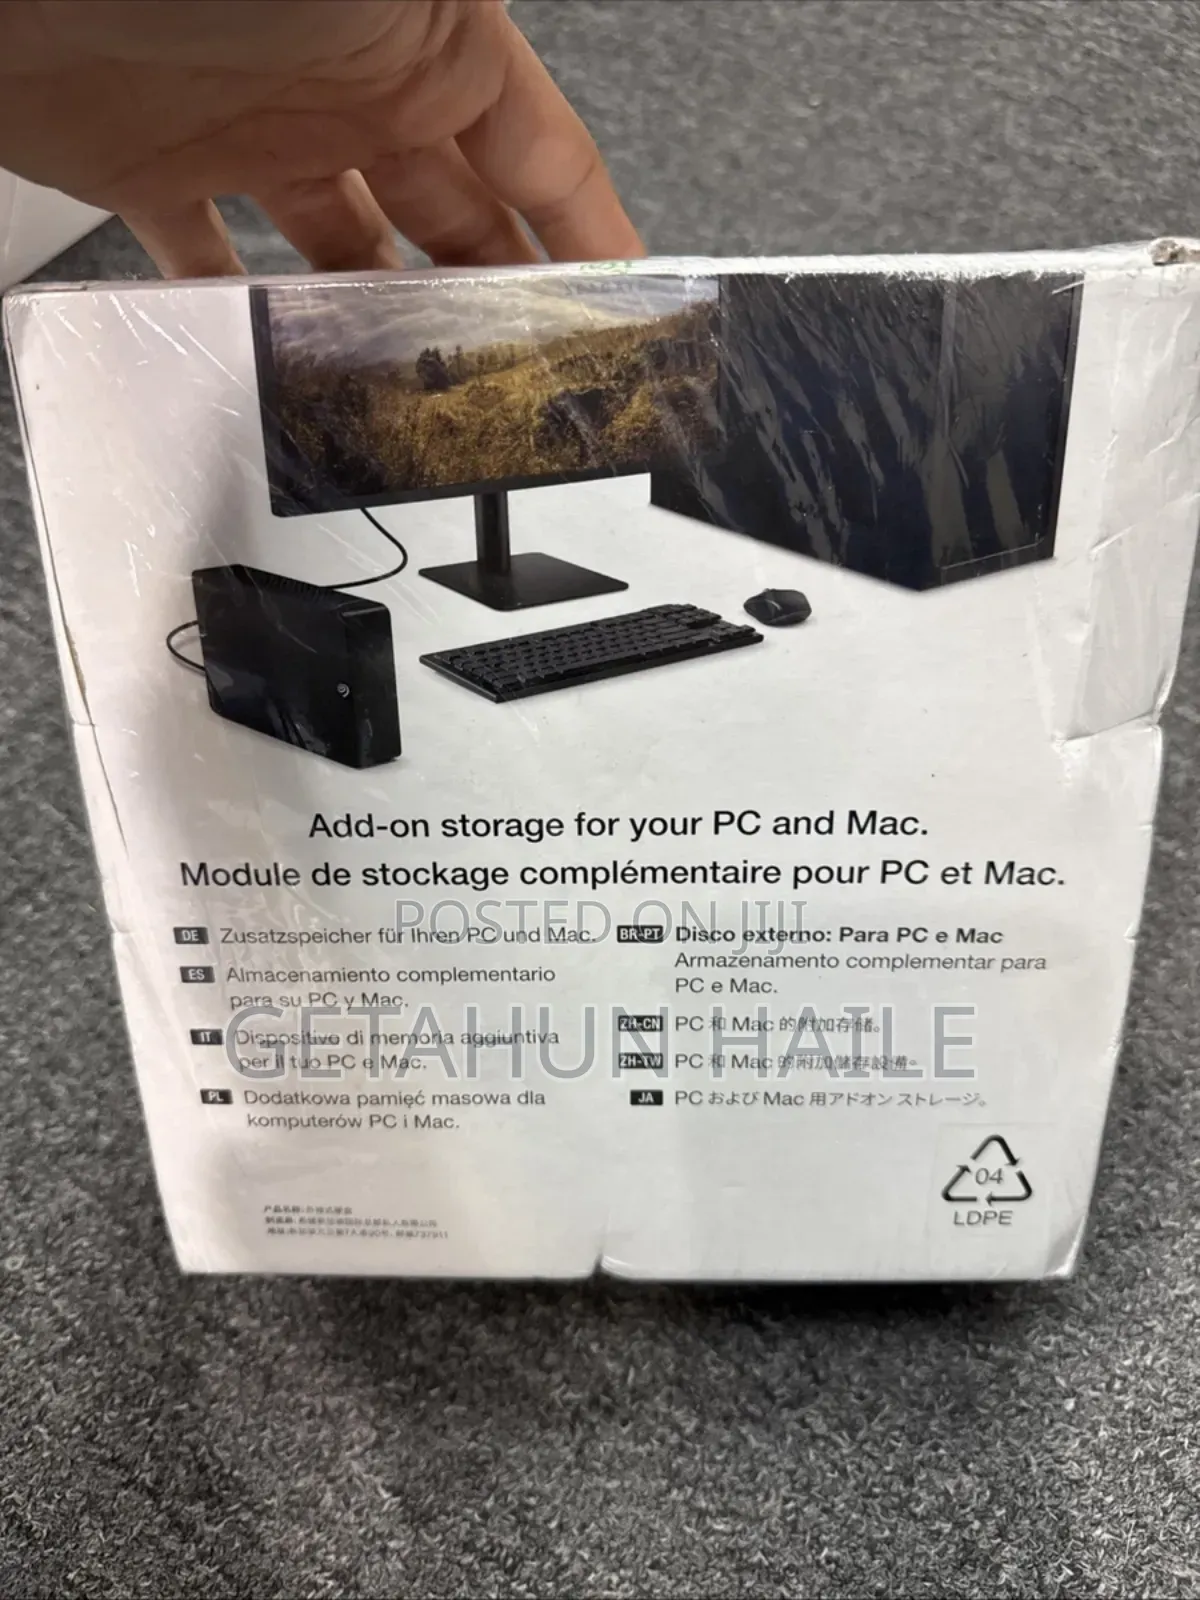 Add-on storage for your PC and Mac.
Module de stockage complémentaire pour PC et Mac.
POSTED ON JIJI
DE Zusatzspeicher für Ihren PC und Mac.
ES Almacenamiento complementario
para su PC y Mac.
GETAHUN HAILE
IT Dispositivo di memoria aggiuntiva
per il tuo PC e Mac.
PL Dodatkowa pamięć masowa dla
komputerów PC i Mac.
BR-PT Disco externo: Para PC e Mac
Armazenamento complementar para
PC e Mac.
ZH-CN PC 和 Mac 的附加存储。
ZH-TW PC 和 Mac 的附加儲存設備。
JA PC および Mac 用アドオン ストレージ。
04
LDPE
产品名称: